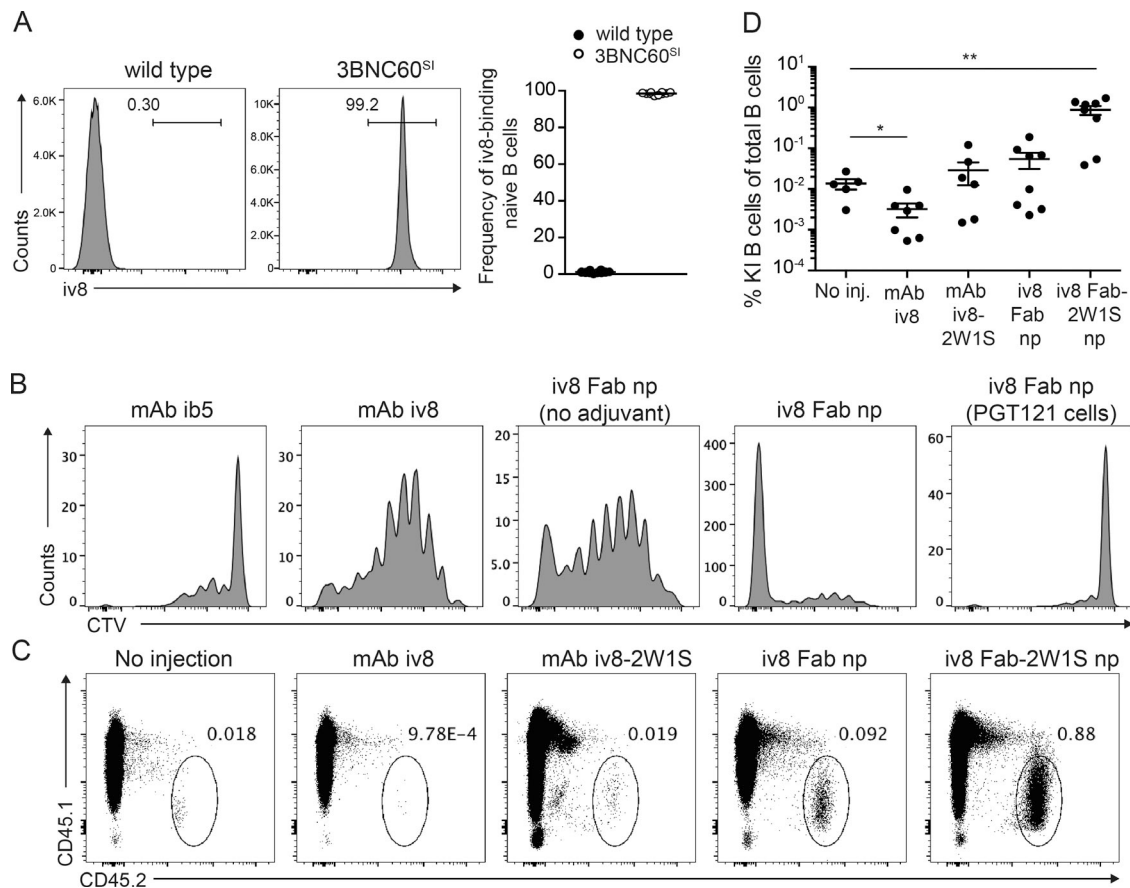 A
wild type
3BNC60SI
0.30
99.2
6.0K
4.0K
2.0K
0
10K
8.0K
6.0K
4.0K
2.0K
0
Counts
iv8
wild type
3BNC60SI
Frequency of iv8-binding
naive B cells
100
80
60
40
20
0
D
% KI B cells of total B cells
10^1
10^0
10^-1
10^-2
10^-3
10^-4
*
**
No inj.
mAb
iv8
mAb
iv8-
2W1S
iv8
Fab
np
iv8 Fab-
2W1S
np
B
mAb ib5
mAb iv8
iv8 Fab np
(no adjuvant)
iv8 Fab np
iv8 Fab np
(PGT121 cells)
Counts
30
20
10
0
30
20
10
0
20
15
10
5.0
0
400
300
200
100
0
60
40
20
0
CTV
C
No injection
mAb iv8
mAb iv8-2W1S
iv8 Fab np
iv8 Fab-2W1S np
0.018
9.78E-4
0.019
0.092
0.88
CD45.1
CD45.2